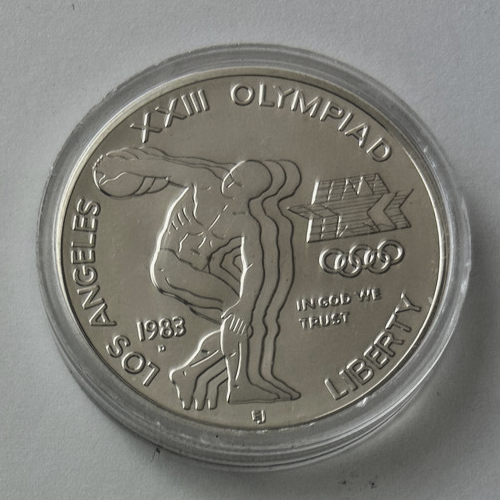 XXIII OLYMPIAD
LOS ANGELES
1983
D
IN GOD WE
TRUST
LIBERTY